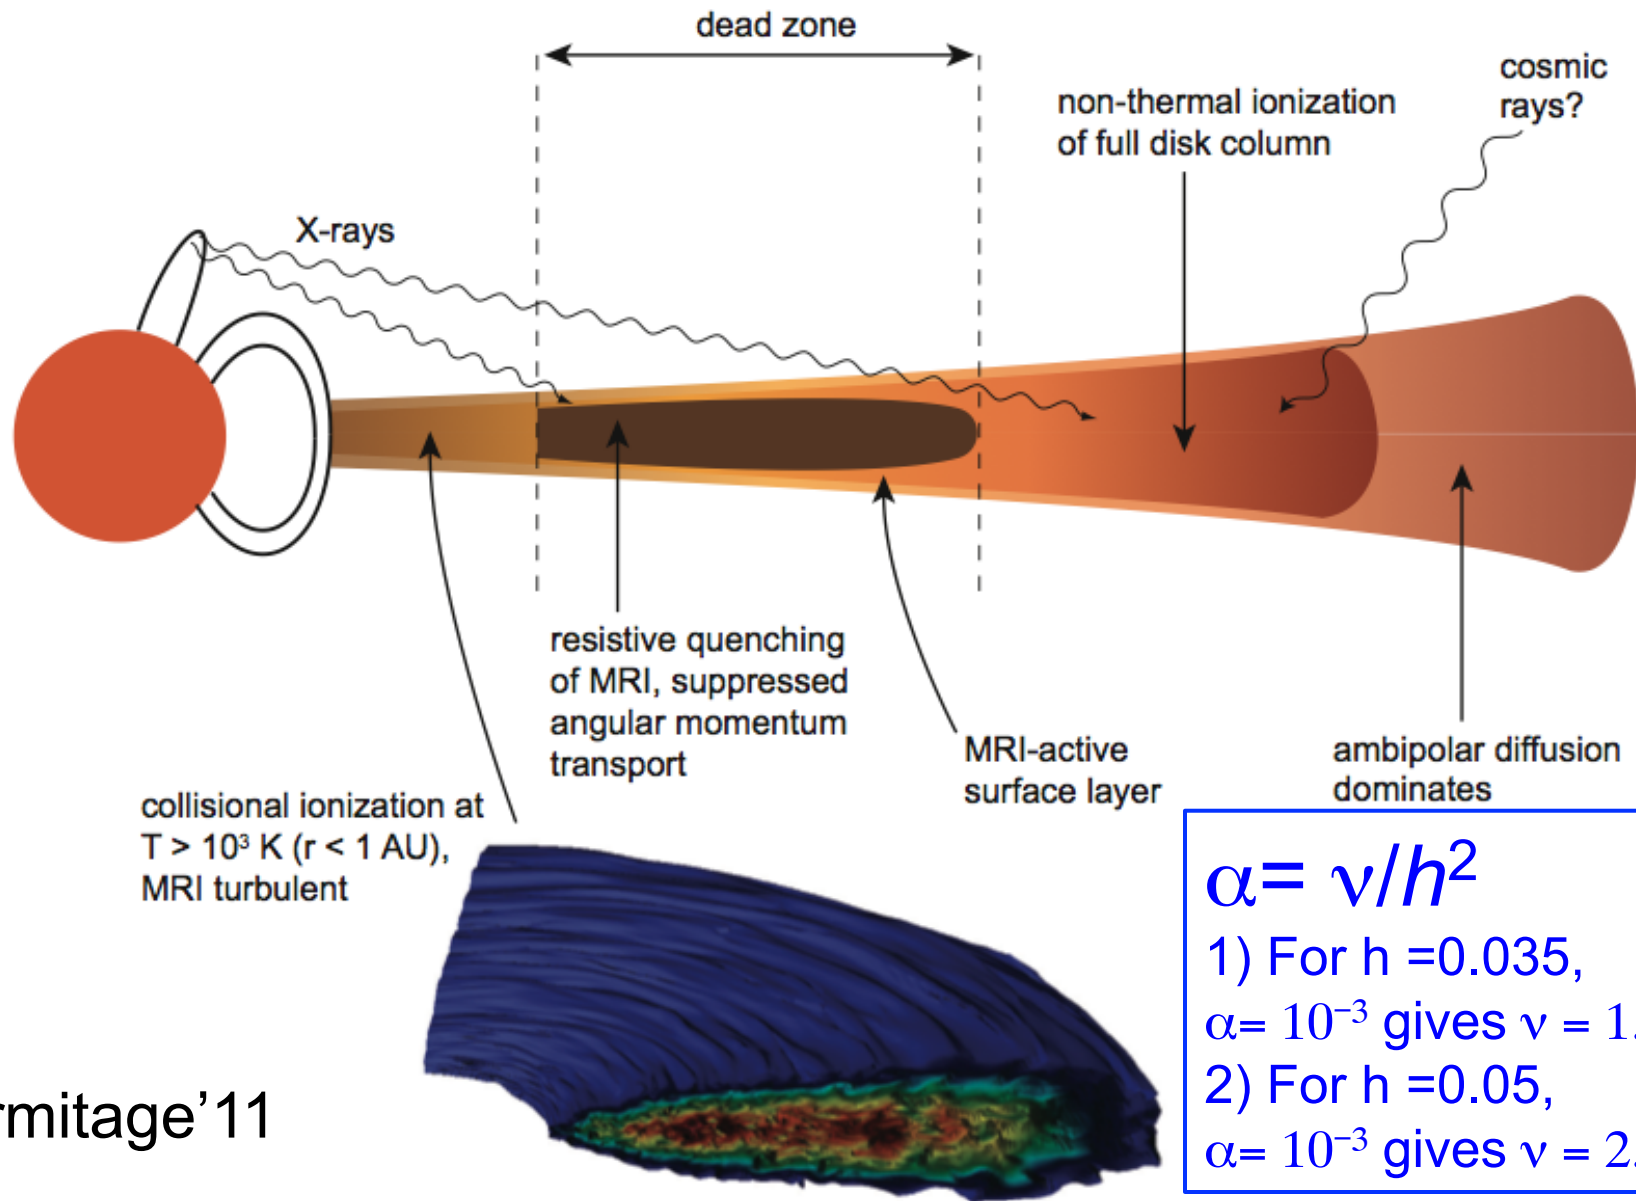 dead zone
cosmic
rays?
non-thermal ionization
of full disk column
X-rays
resistive quenching
of MRI, suppressed
angular momentum
transport
MRI-active
surface layer
ambipolar diffusion
dominates
collisional ionization at
T > 10³ K (r < 1 AU),
MRI turbulent
α= ν/h²
1) For h =0.035,
α= 10⁻³ gives ν = 1.
2) For h =0.05,
α= 10⁻³ gives ν = 2.
rmitage’11